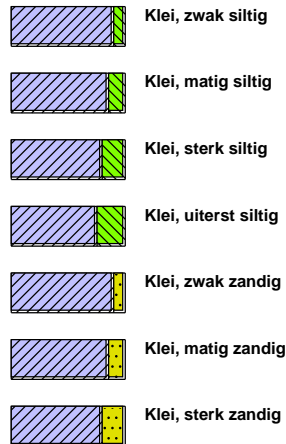 Klei, zwak siltig
Klei, matig siltig
Klei, sterk siltig
Klei, uiterst siltig
Klei, zwak zandig
Klei, matig zandig
Klei, sterk zandig